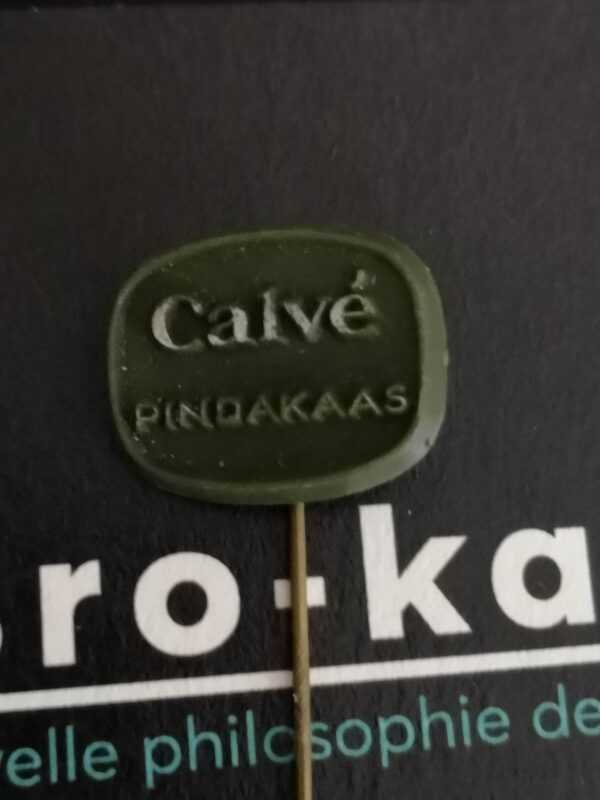 Calvé
PINDAKAAS
ro-ka
velle philosophie de